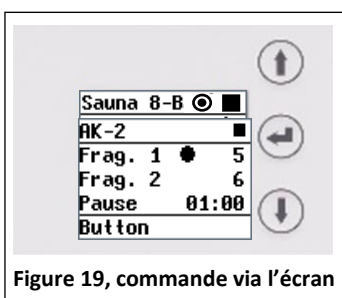 Sauna 8-B
AK-2
Frag. 1 5
Frag. 2 6
Pause 01:00
Button
Figure 19, commande via l'écran